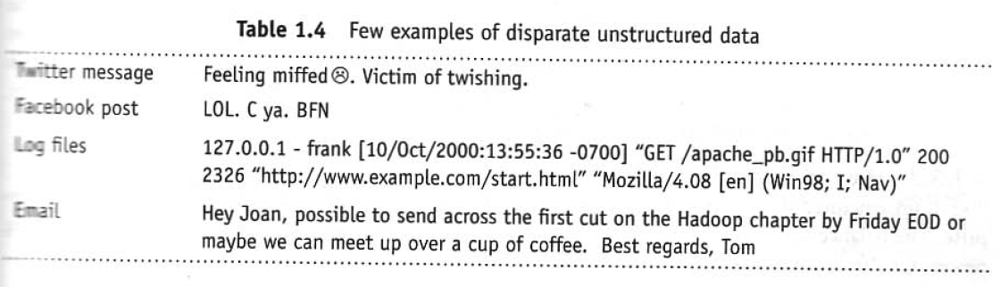 Table 1.4 Few examples of disparate unstructured data
Twitter message Feeling miffed☹. Victim of twishing.
Facebook post LOL. C ya. BFN
Log files 127.0.0.1 - frank [10/Oct/2000:13:55:36 -0700] “GET /apache_pb.gif HTTP/1.0” 200
2326 “http://www.example.com/start.html” “Mozilla/4.08 [en] (Win98; I; Nav)”
Email Hey Joan, possible to send across the first cut on the Hadoop chapter by Friday EOD or
maybe we can meet up over a cup of coffee. Best regards, Tom